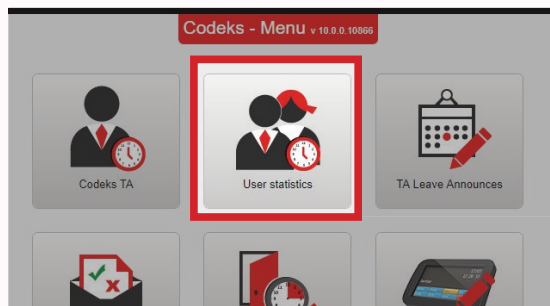 Codeks - Menu v 10.0.0.10866
Codeks TA
User statistics
TA Leave Announces